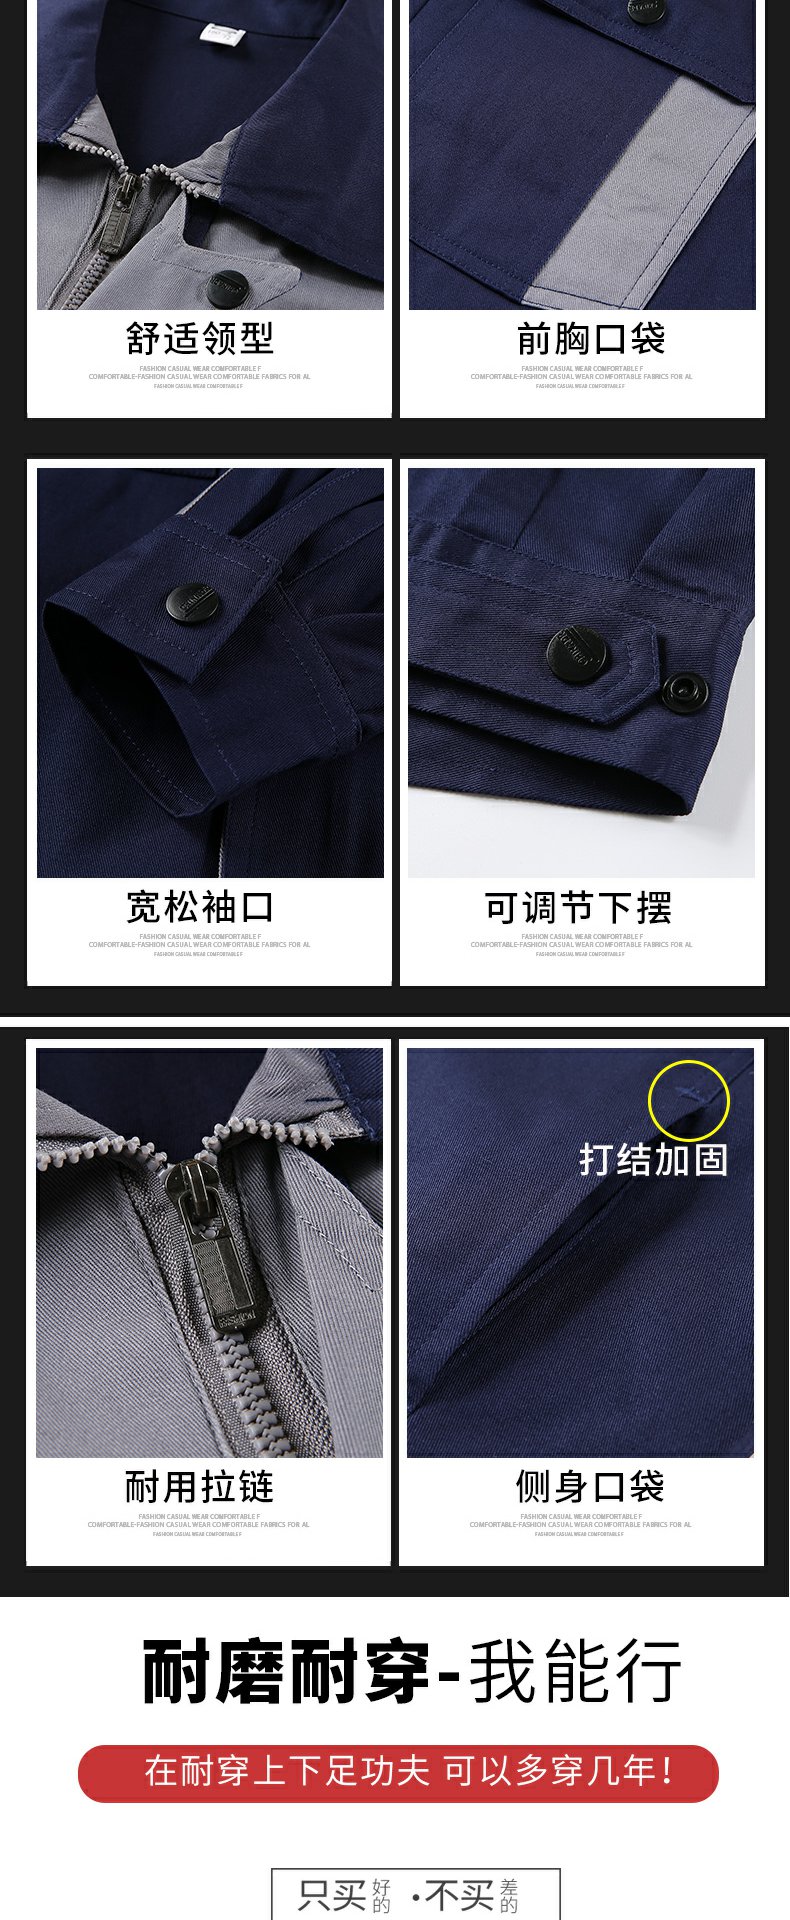 舒适领型
FASHION CASUAL WEAR COMFORTABLE F
COMFORTABLE-FASHION CASUAL WEAR COMFORTABLE FABRICS FOR AL
FASHION CASUAL WEAR COMFORTABLE F
前胸口袋
FASHION CASUAL WEAR COMFORTABLE F
COMFORTABLE-FASHION CASUAL WEAR COMFORTABLE FABRICS FOR AL
FASHION CASUAL WEAR COMFORTABLE F
宽松袖口
FASHION CASUAL WEAR COMFORTABLE F
COMFORTABLE-FASHION CASUAL WEAR COMFORTABLE FABRICS FOR AL
FASHION CASUAL WEAR COMFORTABLE F
可调节下摆
FASHION CASUAL WEAR COMFORTABLE F
COMFORTABLE-FASHION CASUAL WEAR COMFORTABLE FABRICS FOR AL
FASHION CASUAL WEAR COMFORTABLE F
耐用拉链
FASHION CASUAL WEAR COMFORTABLE F
COMFORTABLE-FASHION CASUAL WEAR COMFORTABLE FABRICS FOR AL
FASHION CASUAL WEAR COMFORTABLE F
打结加固
侧身口袋
FASHION CASUAL WEAR COMFORTABLE F
COMFORTABLE-FASHION CASUAL WEAR COMFORTABLE FABRICS FOR AL
FASHION CASUAL WEAR COMFORTABLE F
耐磨耐穿-我能行
在耐穿上下足功夫 可以多穿几年！
只买好的·不买差的